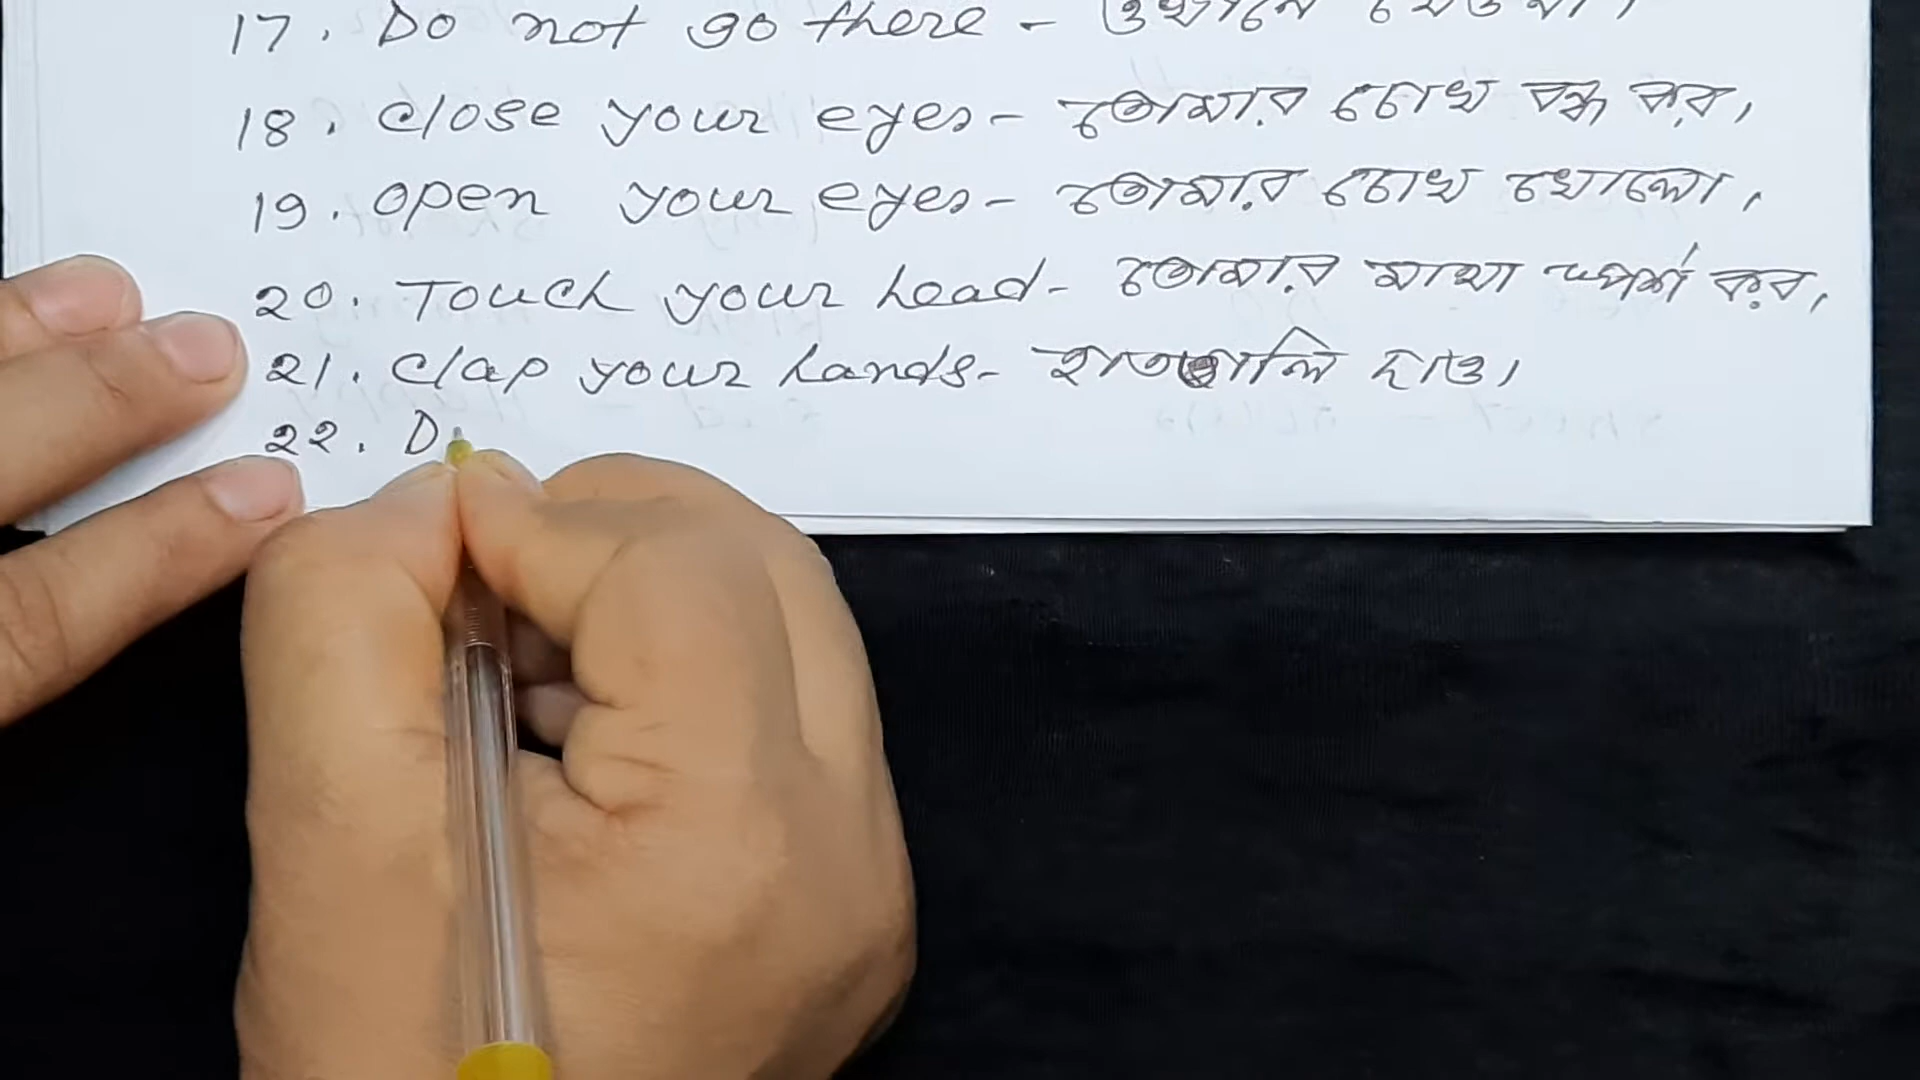 17. Do not go there - ওখানে যেওনা।
18. close your eyes - তোমার চোখ বন্ধ কর।
19. open your eyes - তোমার চোখ খোলো।
20. Touch your head - তোমার মাথা স্পর্শ কর।
21. clap your hands - হাততালি দাও।
22. D